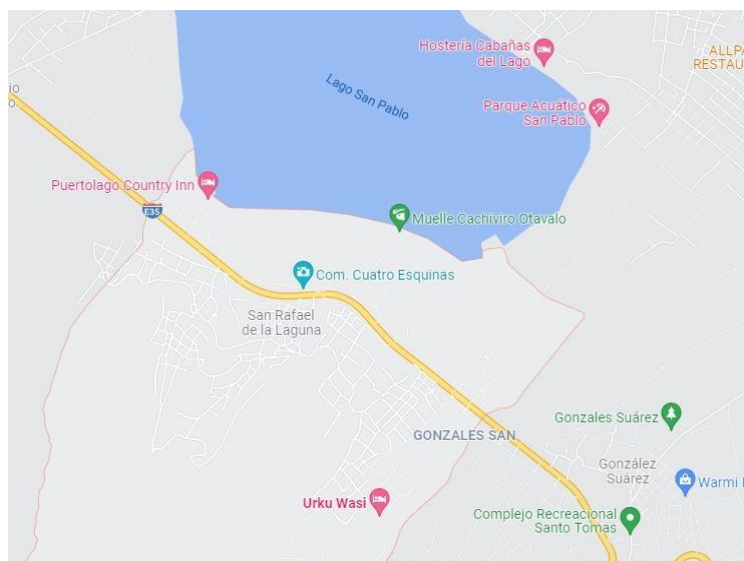 Hosteria Cabañas
del Lago
ALLPA
RESTAU
Lago San Pablo
io
o
Parque Acuático
San Pablo
Puertolago Country Inn
E35
Muelle Cachiviro Otavalo
Com. Cuatro Esquinas
San Rafael
de la Laguna
Gonzales Suárez
GONZALES SAN
González
Suárez
Warmi
Urku Wasi
Complejo Recreacional
Santo Tomas